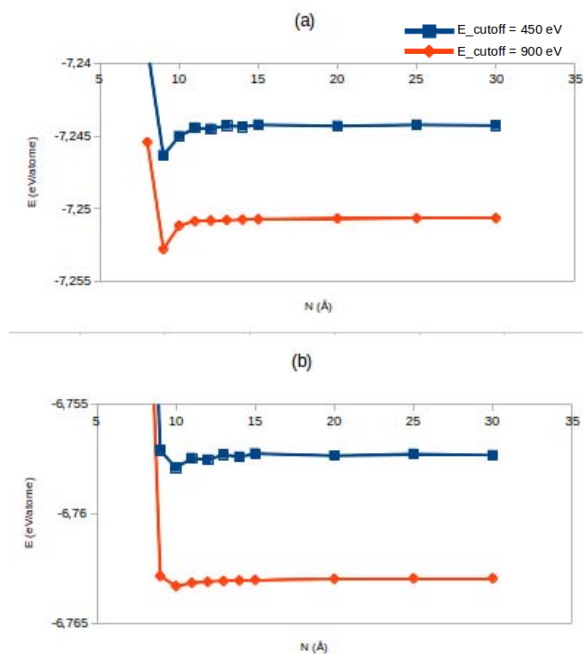 (a)
E_cutoff = 450 eV
E_cutoff = 900 eV
-7,24
5 10 15 20 25 30 35
-7,245
-7,25
-7,255
E (eV/atome)
N (Å)
(b)
-6,755
5 10 15 20 25 30 35
-6,76
-6,765
E (eV/atome)
N (Å)